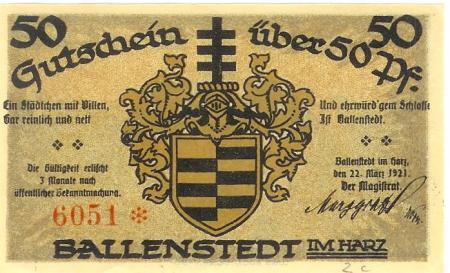 50 50
Gutschein über 50 Pf.
Ein Städtchen mit Villen,
Gar reinlich und nett
Und ehrwürd'gem Schlosse
Ist Ballenstedt.
Die Gültigkeit erlischt
3 Monate nach
öffentlicher Bekanntmachung.
6051 *
Ballenstedt im Harz,
den 22. März 1921.
Der Magistrat.
BALLENSTEDT IM HARZ
2 c